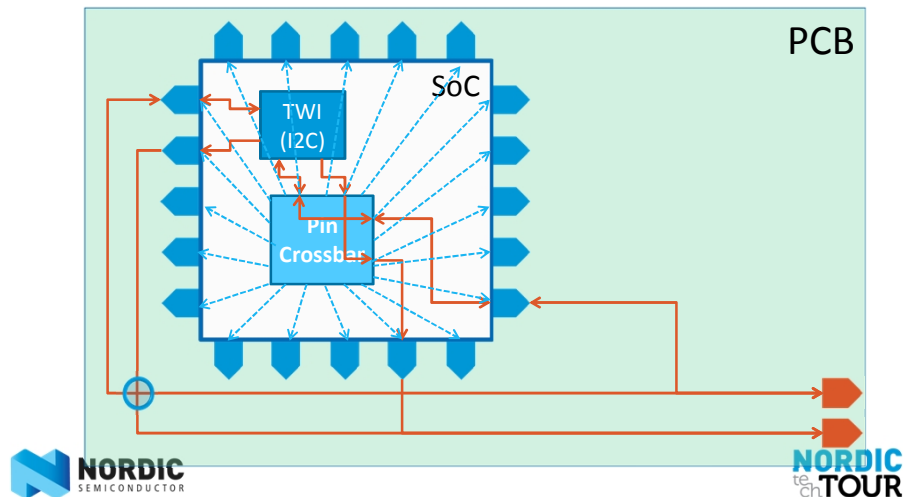 PCB
SoC
TWI
(I2C)
Pin
Crossbar
NORDIC
SEMICONDUCTOR
NORDIC
tech TOUR